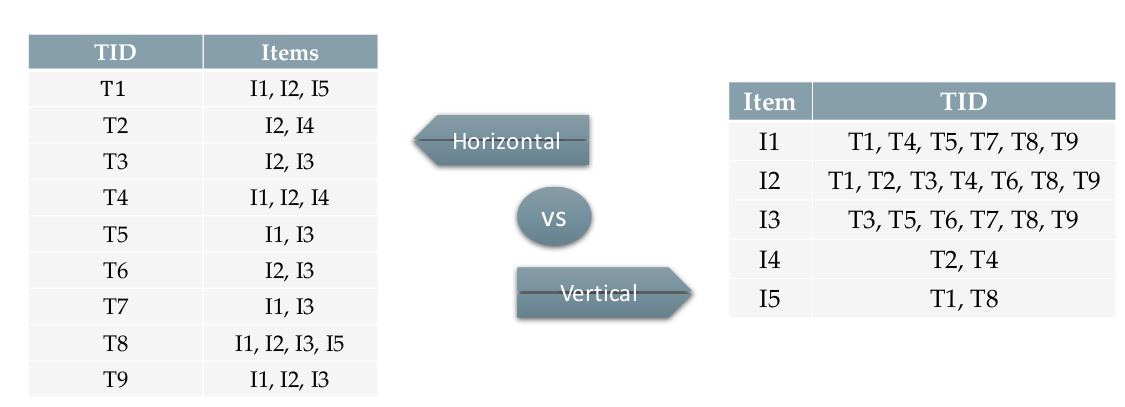 TID Items
T1 I1, I2, I5
T2 I2, I4
T3 I2, I3
T4 I1, I2, I4
T5 I1, I3
T6 I2, I3
T7 I1, I3
T8 I1, I2, I3, I5
T9 I1, I2, I3
Horizontal
vs
Vertical
Item TID
I1 T1, T4, T5, T7, T8, T9
I2 T1, T2, T3, T4, T6, T8, T9
I3 T3, T5, T6, T7, T8, T9
I4 T2, T4
I5 T1, T8